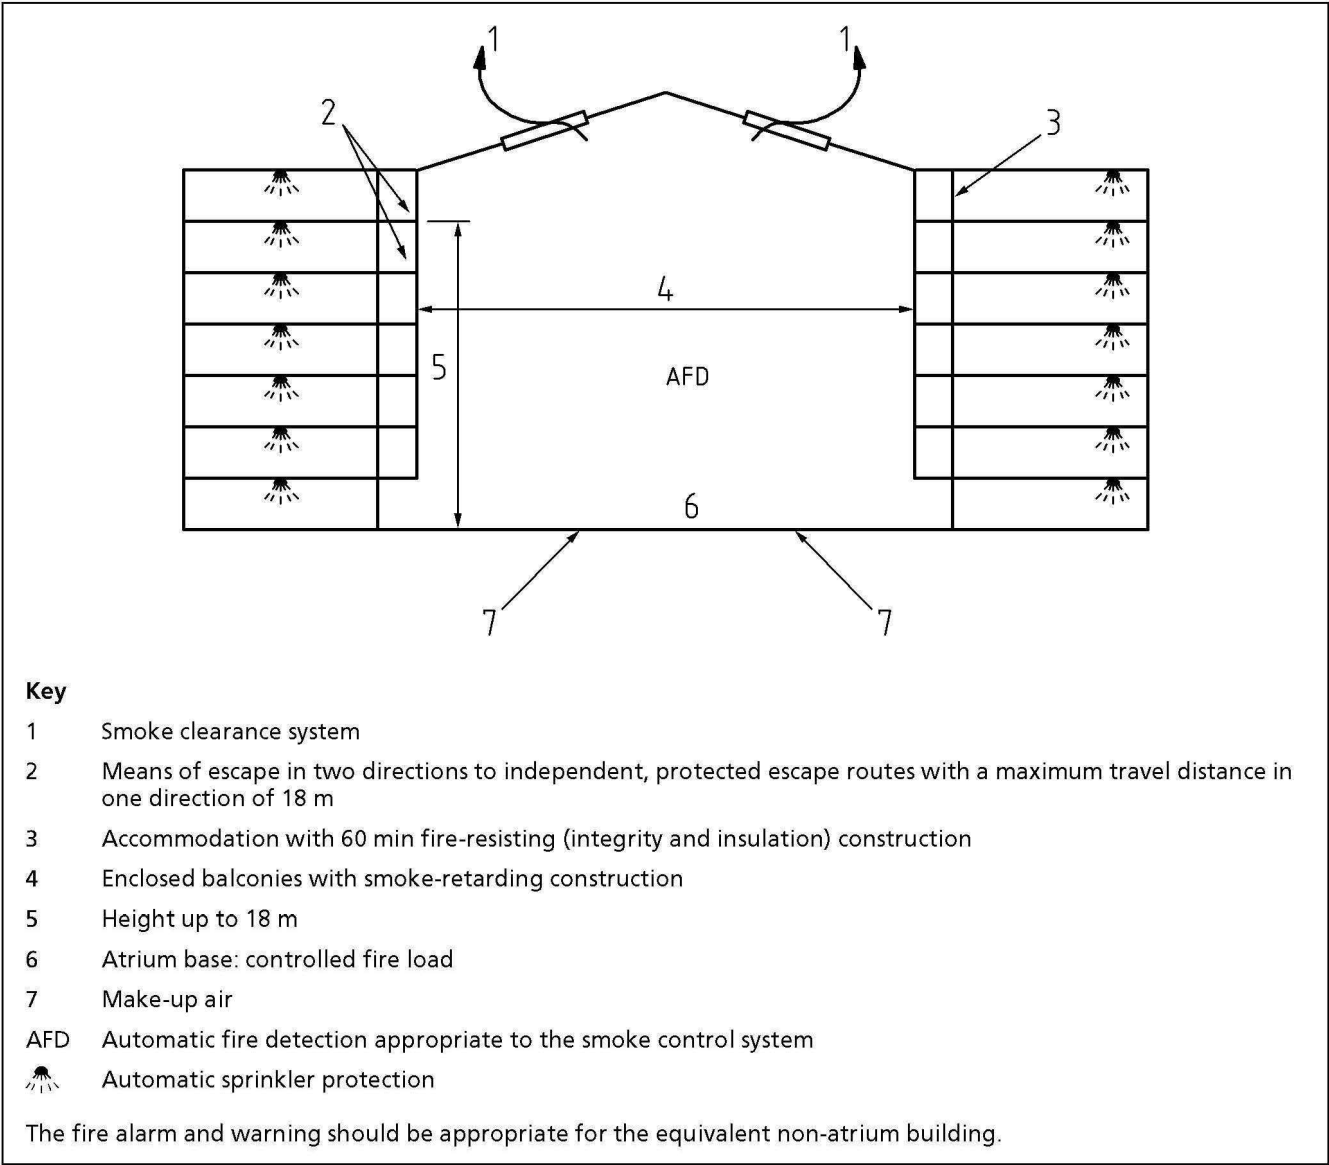 1 1
2
3
4
5
AFD
6
7 7
Key
1 Smoke clearance system
2 Means of escape in two directions to independent, protected escape routes with a maximum travel distance in
one direction of 18 m
3 Accommodation with 60 min fire-resisting (integrity and insulation) construction
4 Enclosed balconies with smoke-retarding construction
5 Height up to 18 m
6 Atrium base: controlled fire load
7 Make-up air
AFD Automatic fire detection appropriate to the smoke control system
Automatic sprinkler protection
The fire alarm and warning should be appropriate for the equivalent non-atrium building.